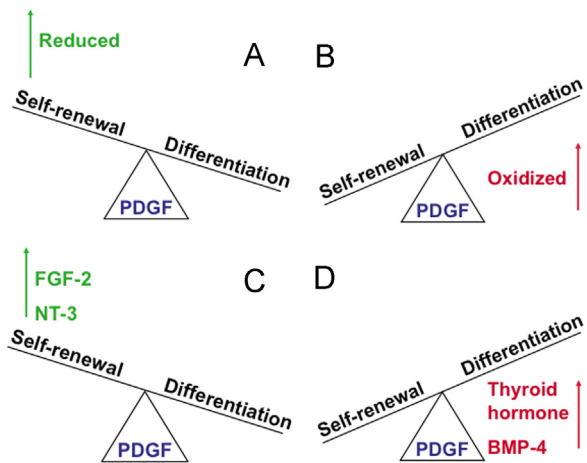 Reduced
A
B
Self-renewal
Differentiation
PDGF
Differentiation
Self-renewal
Oxidized
PDGF
FGF-2
NT-3
C
D
Self-renewal
Differentiation
PDGF
Differentiation
Self-renewal
Thyroid
hormone
BMP-4
PDGF